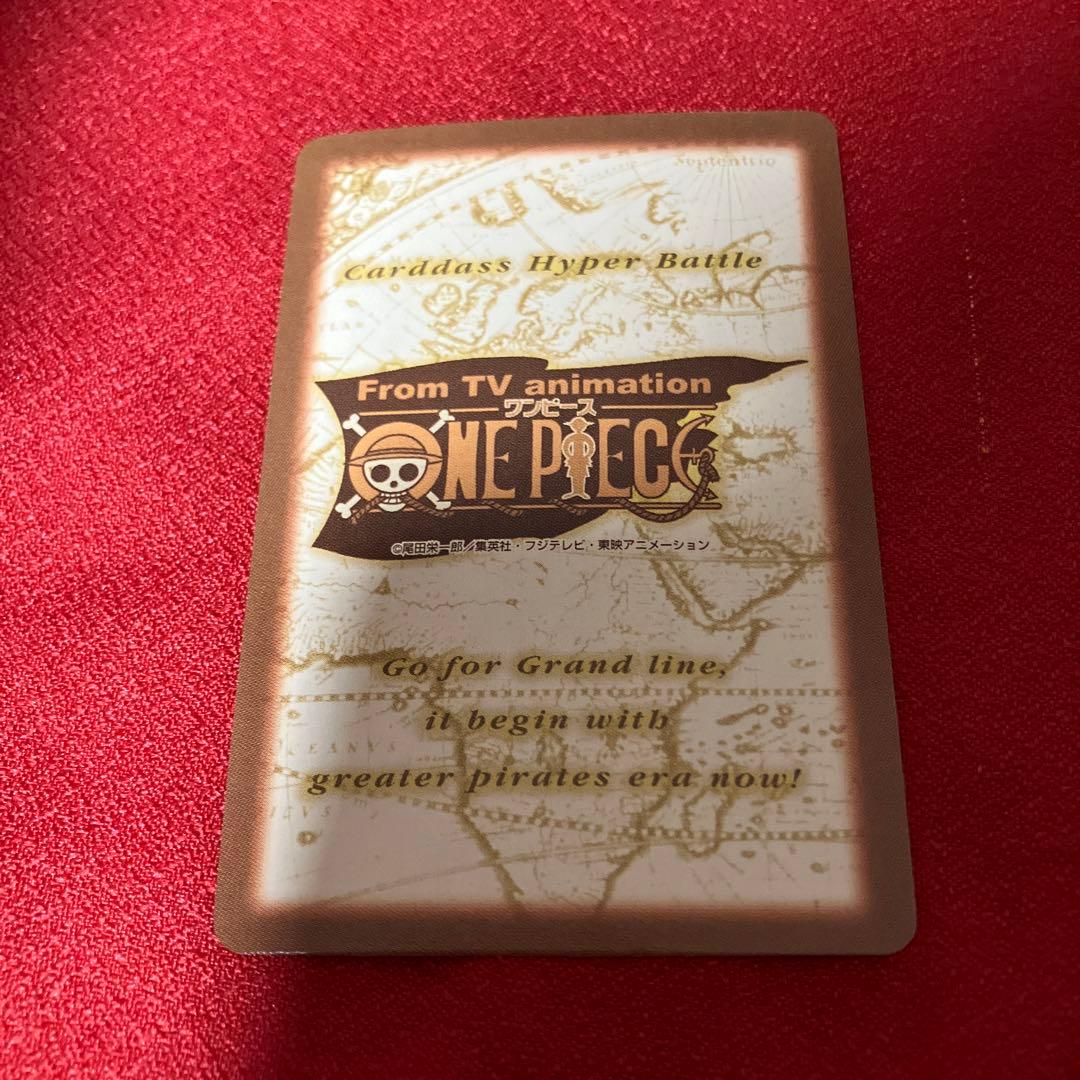 Septentrio
Carddass Hyper Battle
From TV animation
ワンピース
ONE PIECE
©尾田栄一郎／集英社・フジテレビ・東映アニメーション
Go for Grand line,
it begin with
OCEANVS
greater pirates era now!